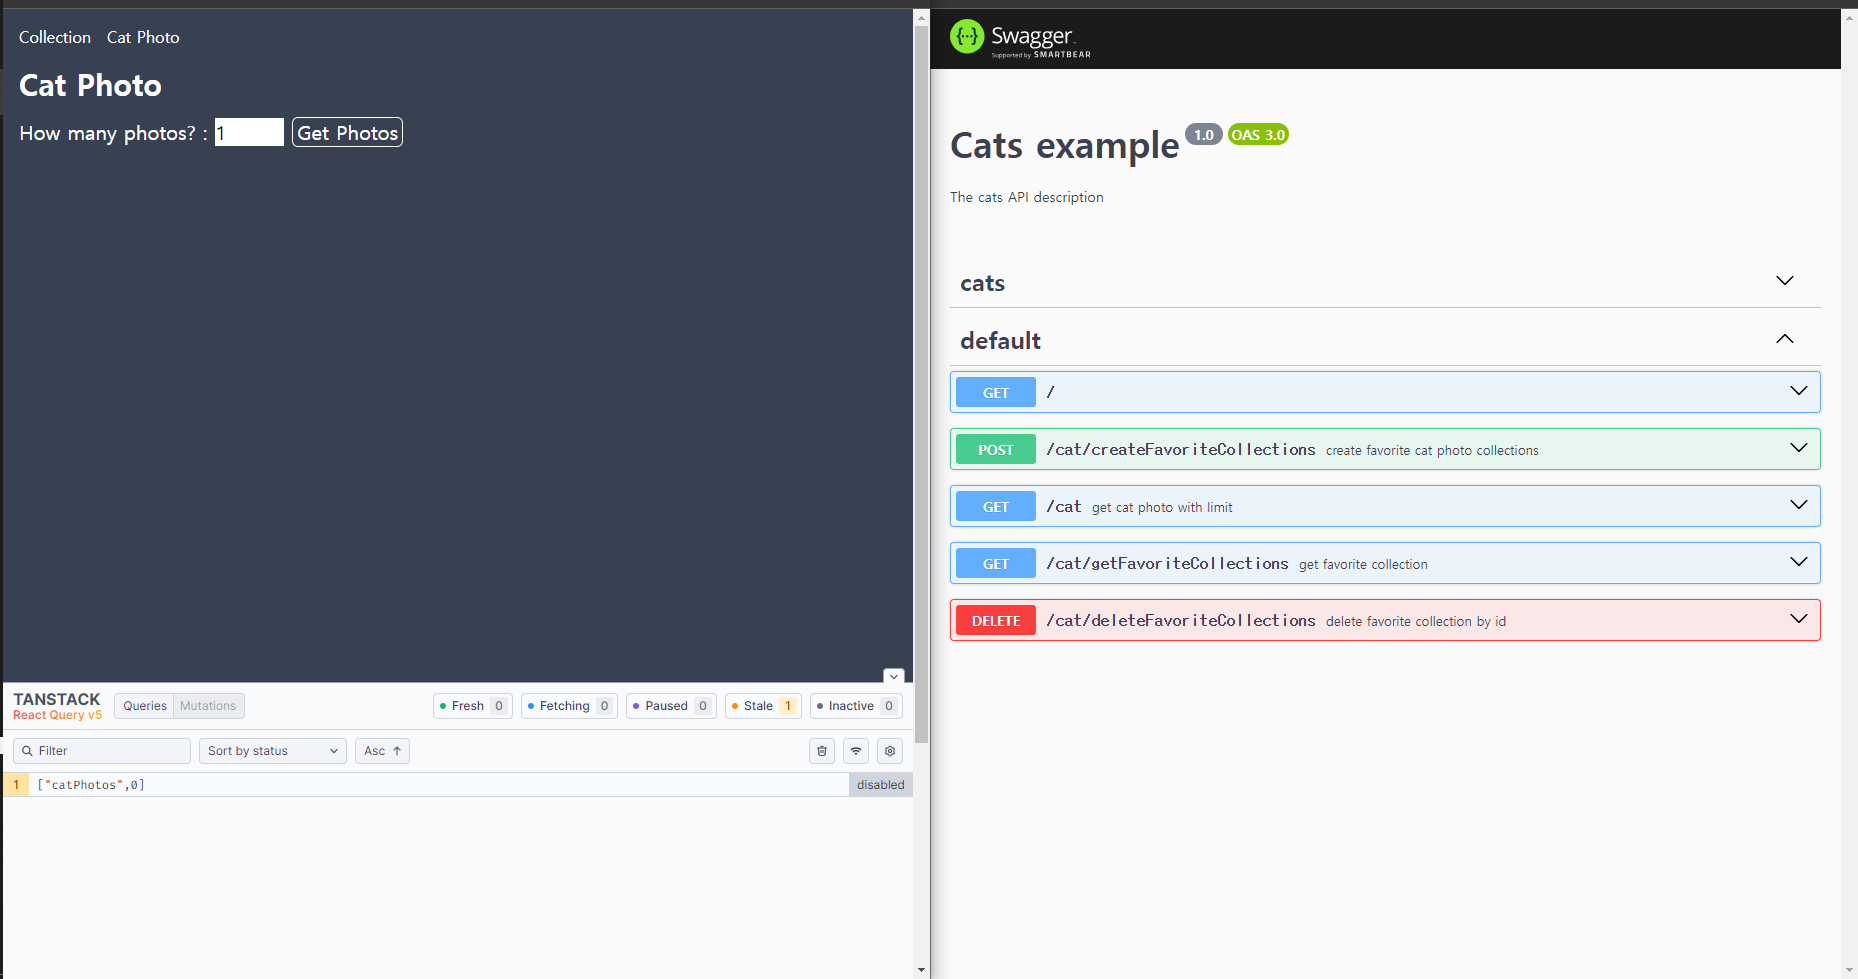 Collection Cat Photo
Cat Photo
How many photos? : 1 Get Photos
TANSTACK
React Query v5
Queries Mutations
Fresh 0 Fetching 0 Paused 0 Stale 1 Inactive 0
Filter Sort by status Asc ↑
1 ["catPhotos",0] disabled
{··} Swagger.
Supported by SMARTBEAR
Cats example 1.0 OAS 3.0
The cats API description
cats
default
GET /
POST /cat/createFavoriteCollections create favorite cat photo collections
GET /cat get cat photo with limit
GET /cat/getFavoriteCollections get favorite collection
DELETE /cat/deleteFavoriteCollections delete favorite collection by id